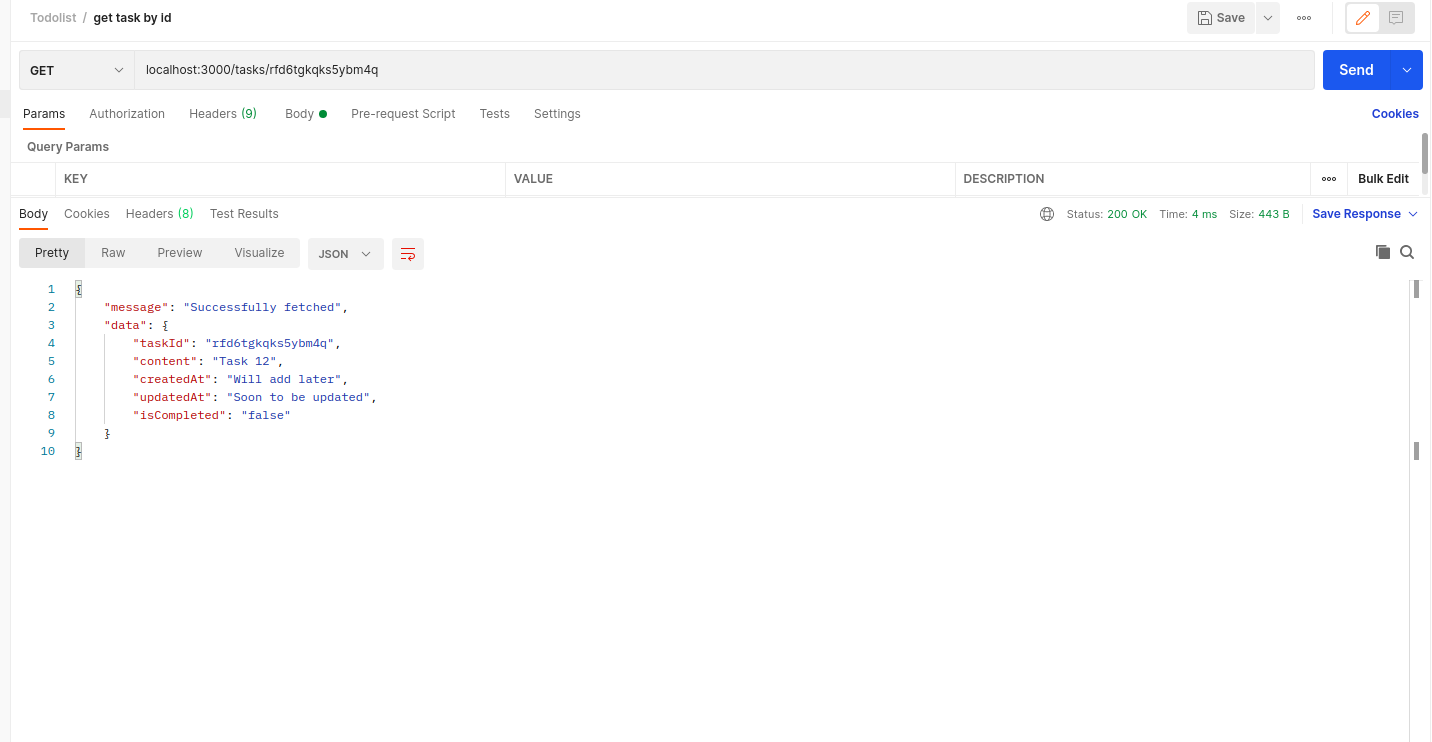 Todolist / get task by id
Save
GET
localhost:3000/tasks/rfd6tgkqks5ybm4q
Send
Params Authorization Headers (9) Body Pre-request Script Tests Settings Cookies
Query Params
KEY VALUE DESCRIPTION Bulk Edit
Body Cookies Headers (8) Test Results Status: 200 OK Time: 4 ms Size: 443 B Save Response
Pretty Raw Preview Visualize JSON
1 {
2 "message": "Successfully fetched",
3 "data": {
4 "taskId": "rfd6tgkqks5ybm4q",
5 "content": "Task 12",
6 "createdAt": "Will add later",
7 "updatedAt": "Soon to be updated",
8 "isCompleted": "false"
9 }
10 }